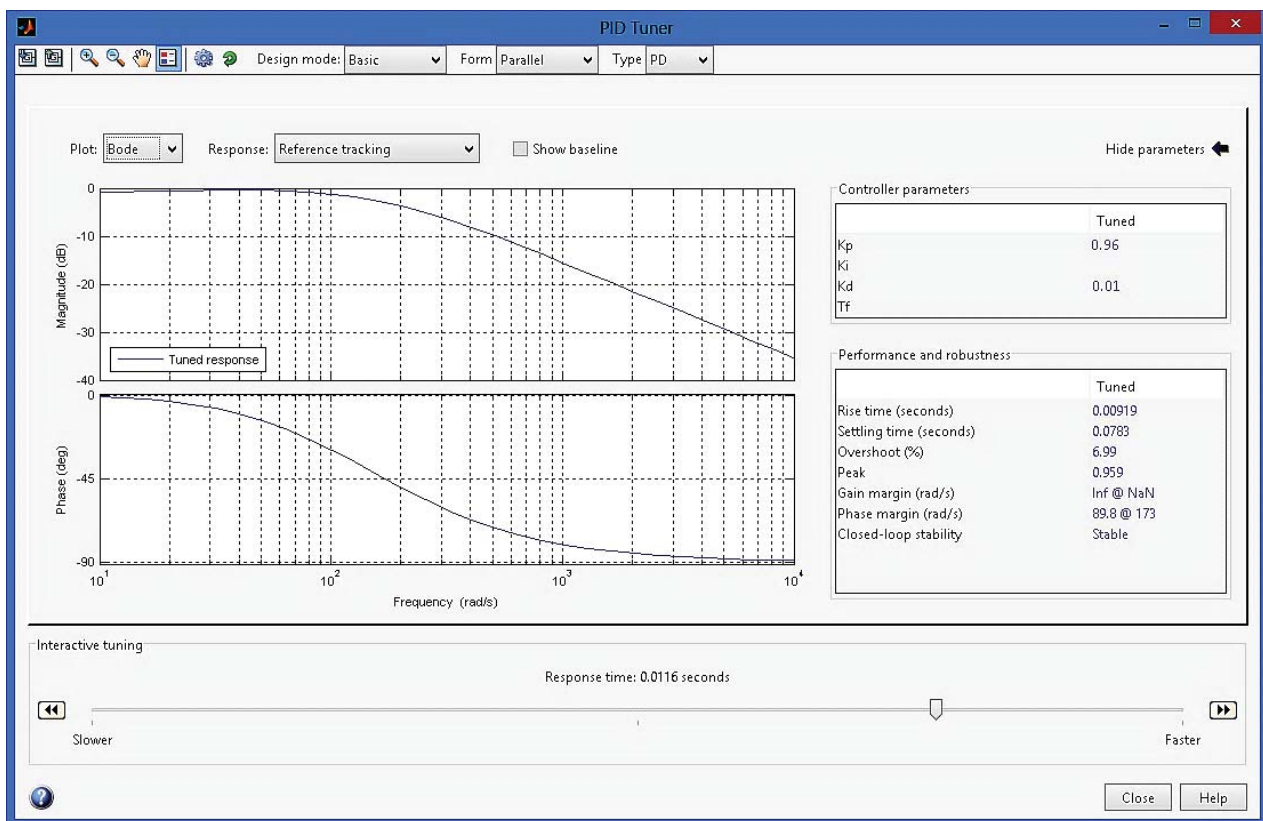 PID Tuner
Design mode: Basic Form Parallel Type PD
Plot: Bode Response: Reference tracking Show baseline Hide parameters
0
-10
-20
-30
-40
Magnitude (dB)
Tuned response
0
-45
-90
Phase (deg)
10^1 10^2 10^3 10^4
Frequency (rad/s)
Controller parameters
Tuned
Kp 0.96
Ki
Kd 0.01
Tf
Performance and robustness
Tuned
Rise time (seconds) 0.00919
Settling time (seconds) 0.0783
Overshoot (%) 6.99
Peak 0.959
Gain margin (rad/s) Inf @ NaN
Phase margin (rad/s) 89.8 @ 173
Closed-loop stability Stable
Interactive tuning
Response time: 0.0116 seconds
Slower Faster
Close Help